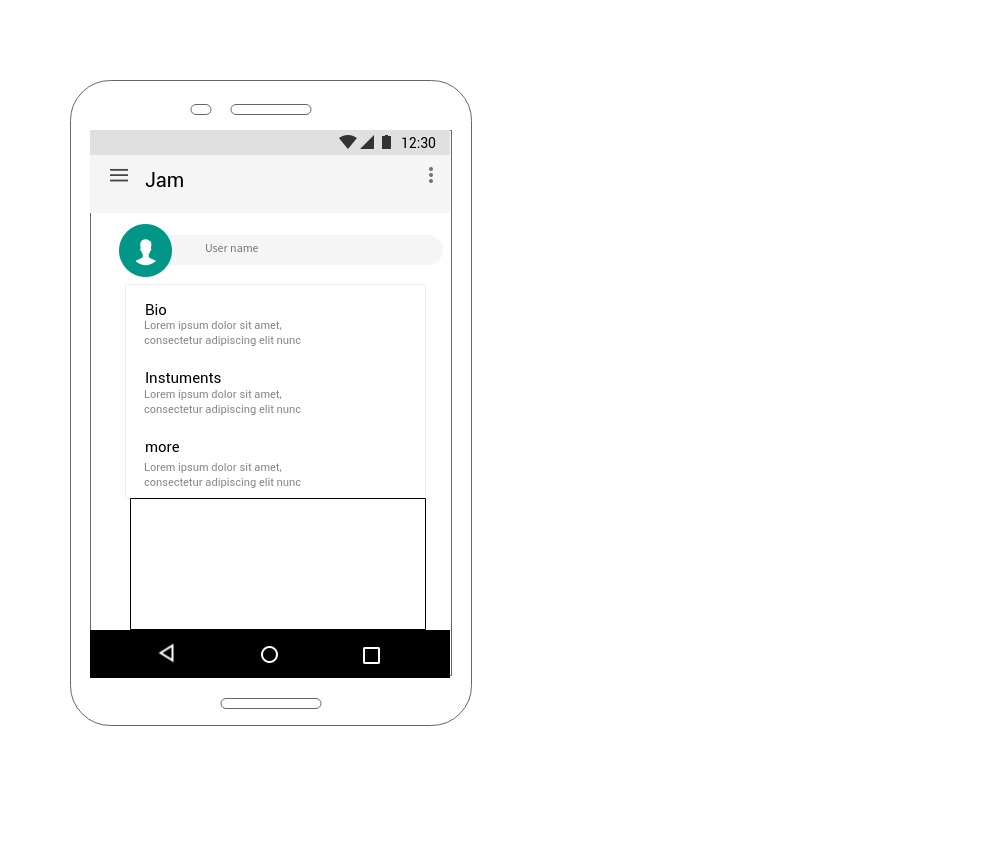 12:30
Jam
User name
Bio
Lorem ipsum dolor sit amet,
consectetur adipiscing elit nunc
Instuments
Lorem ipsum dolor sit amet,
consectetur adipiscing elit nunc
more
Lorem ipsum dolor sit amet,
consectetur adipiscing elit nunc